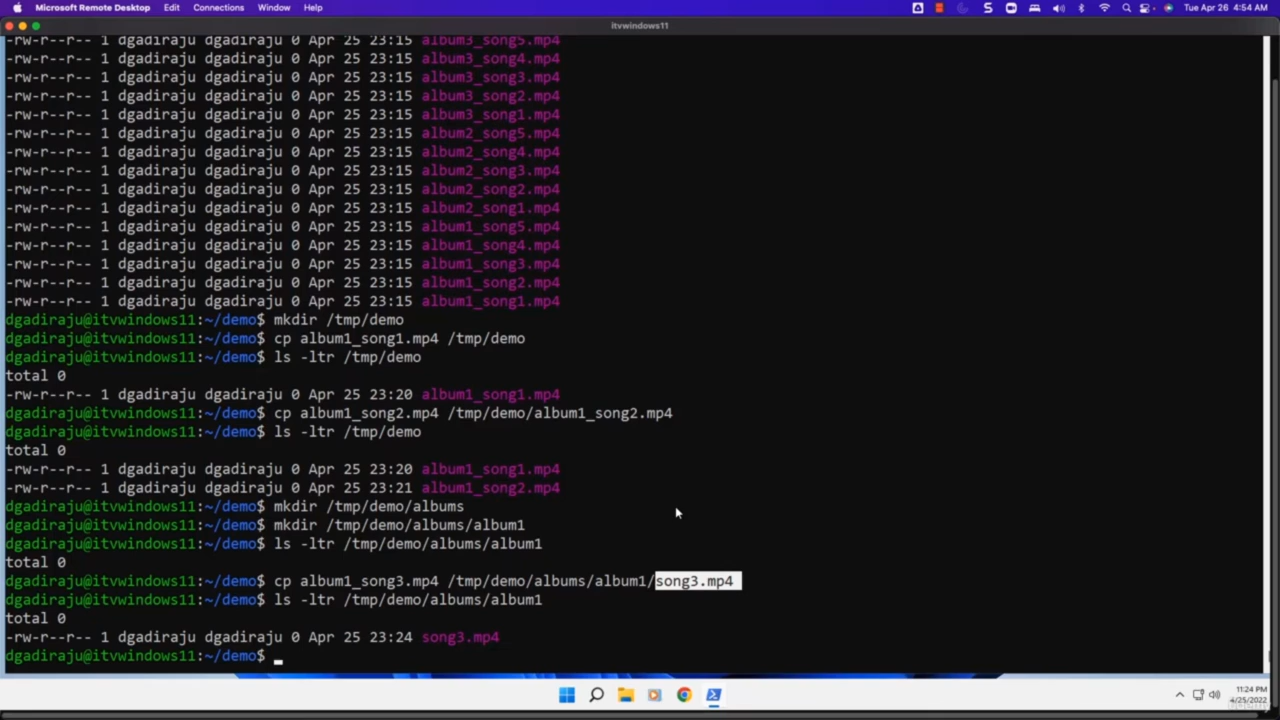 Microsoft Remote Desktop Edit Connections Window Help Tue Apr 26 4:54 AM
itvwindows11
-rw-r--r-- 1 dgadiraju dgadiraju 0 Apr 25 23:15 album3_song5.mp4
-rw-r--r-- 1 dgadiraju dgadiraju 0 Apr 25 23:15 album3_song4.mp4
-rw-r--r-- 1 dgadiraju dgadiraju 0 Apr 25 23:15 album3_song3.mp4
-rw-r--r-- 1 dgadiraju dgadiraju 0 Apr 25 23:15 album3_song2.mp4
-rw-r--r-- 1 dgadiraju dgadiraju 0 Apr 25 23:15 album3_song1.mp4
-rw-r--r-- 1 dgadiraju dgadiraju 0 Apr 25 23:15 album2_song5.mp4
-rw-r--r-- 1 dgadiraju dgadiraju 0 Apr 25 23:15 album2_song4.mp4
-rw-r--r-- 1 dgadiraju dgadiraju 0 Apr 25 23:15 album2_song3.mp4
-rw-r--r-- 1 dgadiraju dgadiraju 0 Apr 25 23:15 album2_song2.mp4
-rw-r--r-- 1 dgadiraju dgadiraju 0 Apr 25 23:15 album2_song1.mp4
-rw-r--r-- 1 dgadiraju dgadiraju 0 Apr 25 23:15 album1_song5.mp4
-rw-r--r-- 1 dgadiraju dgadiraju 0 Apr 25 23:15 album1_song4.mp4
-rw-r--r-- 1 dgadiraju dgadiraju 0 Apr 25 23:15 album1_song3.mp4
-rw-r--r-- 1 dgadiraju dgadiraju 0 Apr 25 23:15 album1_song2.mp4
-rw-r--r-- 1 dgadiraju dgadiraju 0 Apr 25 23:15 album1_song1.mp4
dgadiraju@itvwindows11:~/demo$ mkdir /tmp/demo
dgadiraju@itvwindows11:~/demo$ cp album1_song1.mp4 /tmp/demo
dgadiraju@itvwindows11:~/demo$ ls -ltr /tmp/demo
total 0
-rw-r--r-- 1 dgadiraju dgadiraju 0 Apr 25 23:20 album1_song1.mp4
dgadiraju@itvwindows11:~/demo$ cp album1_song2.mp4 /tmp/demo/album1_song2.mp4
dgadiraju@itvwindows11:~/demo$ ls -ltr /tmp/demo
total 0
-rw-r--r-- 1 dgadiraju dgadiraju 0 Apr 25 23:20 album1_song1.mp4
-rw-r--r-- 1 dgadiraju dgadiraju 0 Apr 25 23:21 album1_song2.mp4
dgadiraju@itvwindows11:~/demo$ mkdir /tmp/demo/albums
dgadiraju@itvwindows11:~/demo$ mkdir /tmp/demo/albums/album1
dgadiraju@itvwindows11:~/demo$ ls -ltr /tmp/demo/albums/album1
total 0
dgadiraju@itvwindows11:~/demo$ cp album1_song3.mp4 /tmp/demo/albums/album1/song3.mp4
dgadiraju@itvwindows11:~/demo$ ls -ltr /tmp/demo/albums/album1
total 0
-rw-r--r-- 1 dgadiraju dgadiraju 0 Apr 25 23:24 song3.mp4
dgadiraju@itvwindows11:~/demo$
11:24 PM
4/25/2022